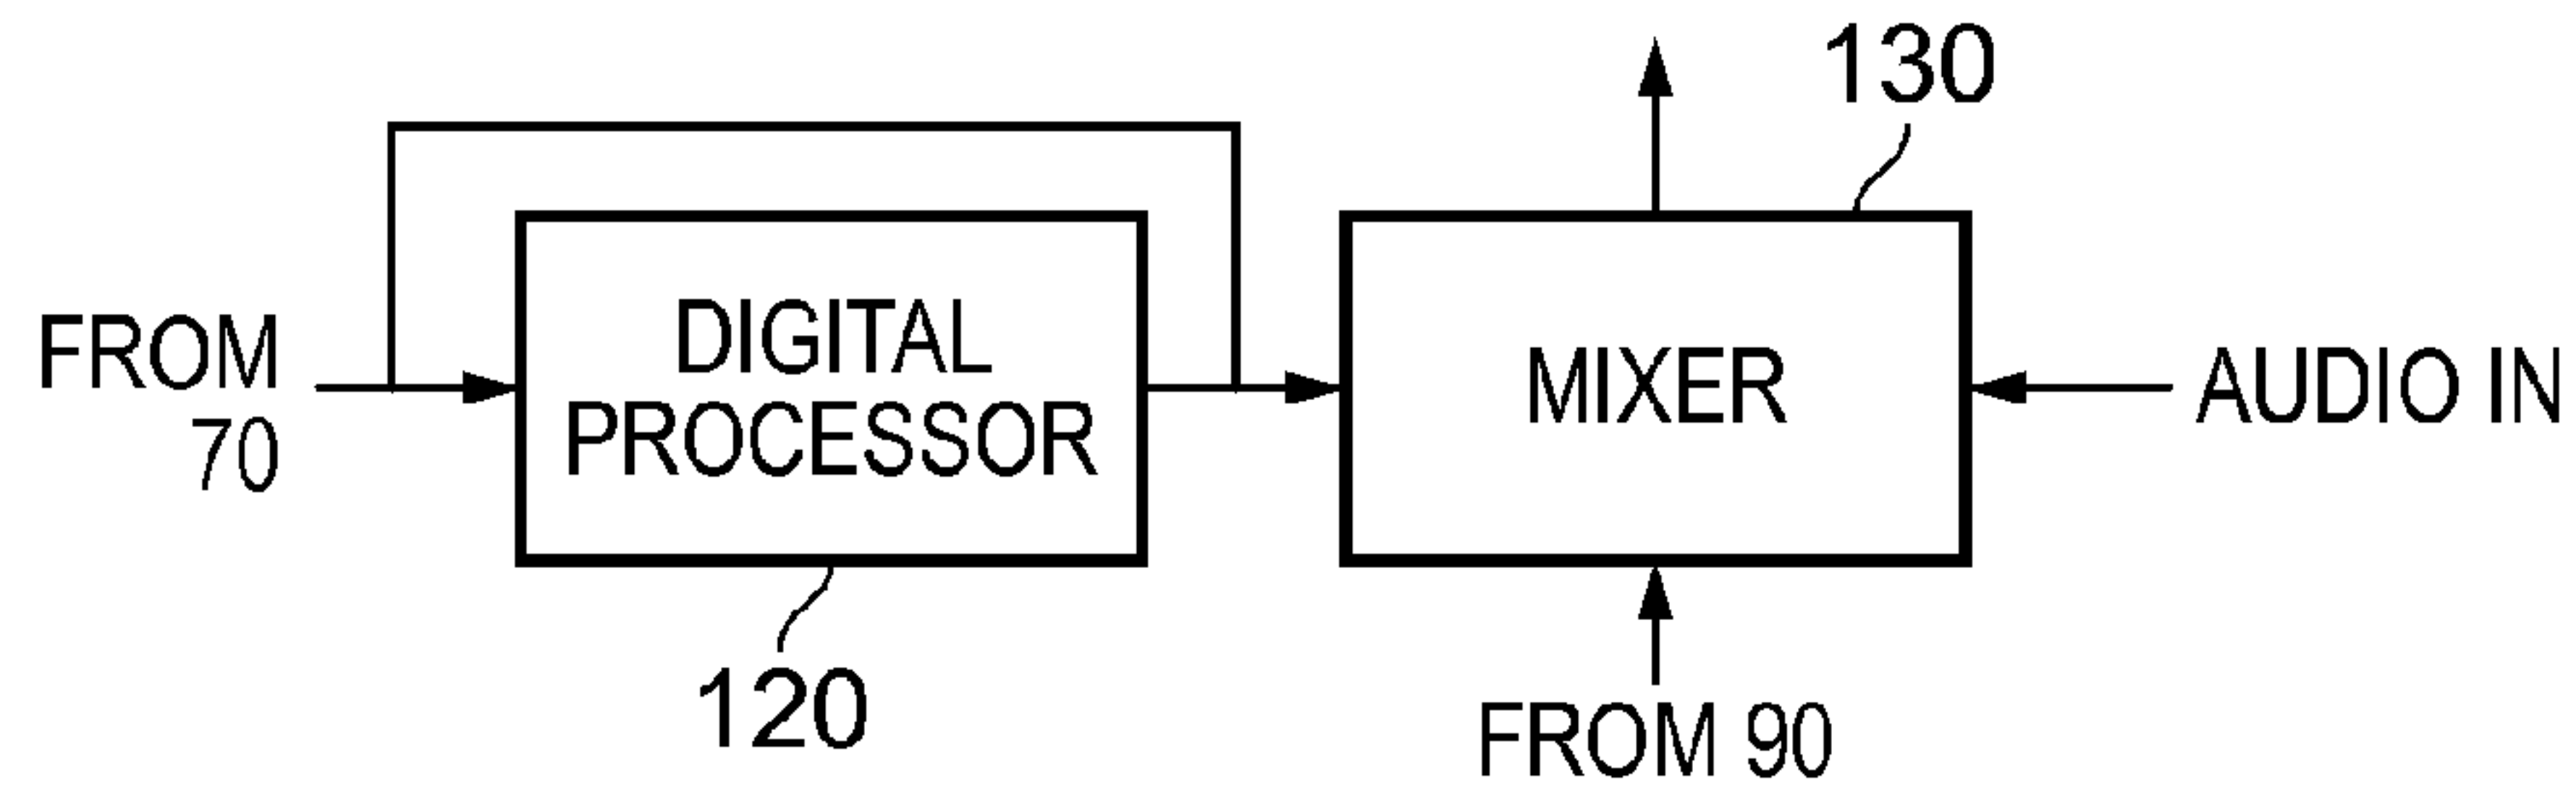 130
FROM
70
DIGITAL
PROCESSOR
MIXER
AUDIO IN
120
FROM 90